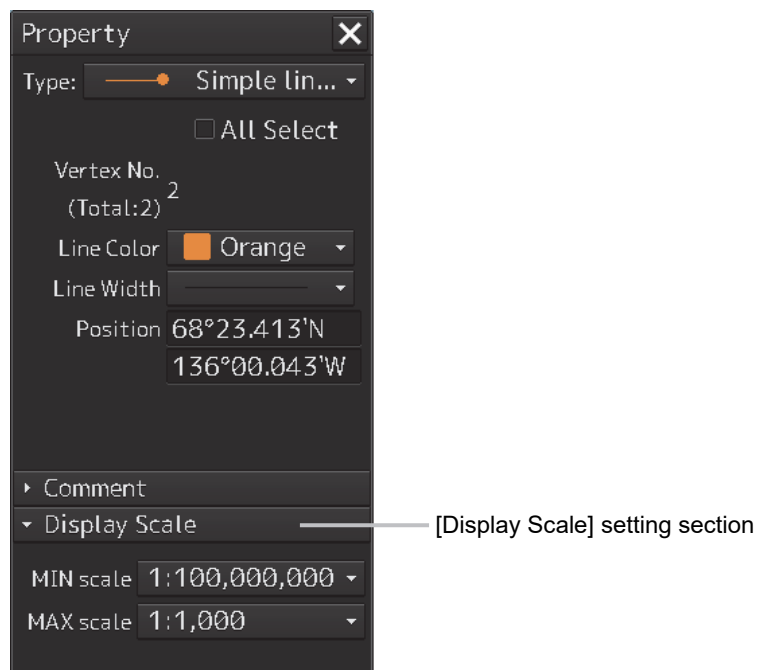 Property
Type: Simple lin...
All Select
Vertex No.
2
(Total:2)
Line Color Orange
Line Width
Position 68°23.413'N
136°00.043'W
Comment
Display Scale
[Display Scale] setting section
MIN scale 1:100,000,000
MAX scale 1:1,000